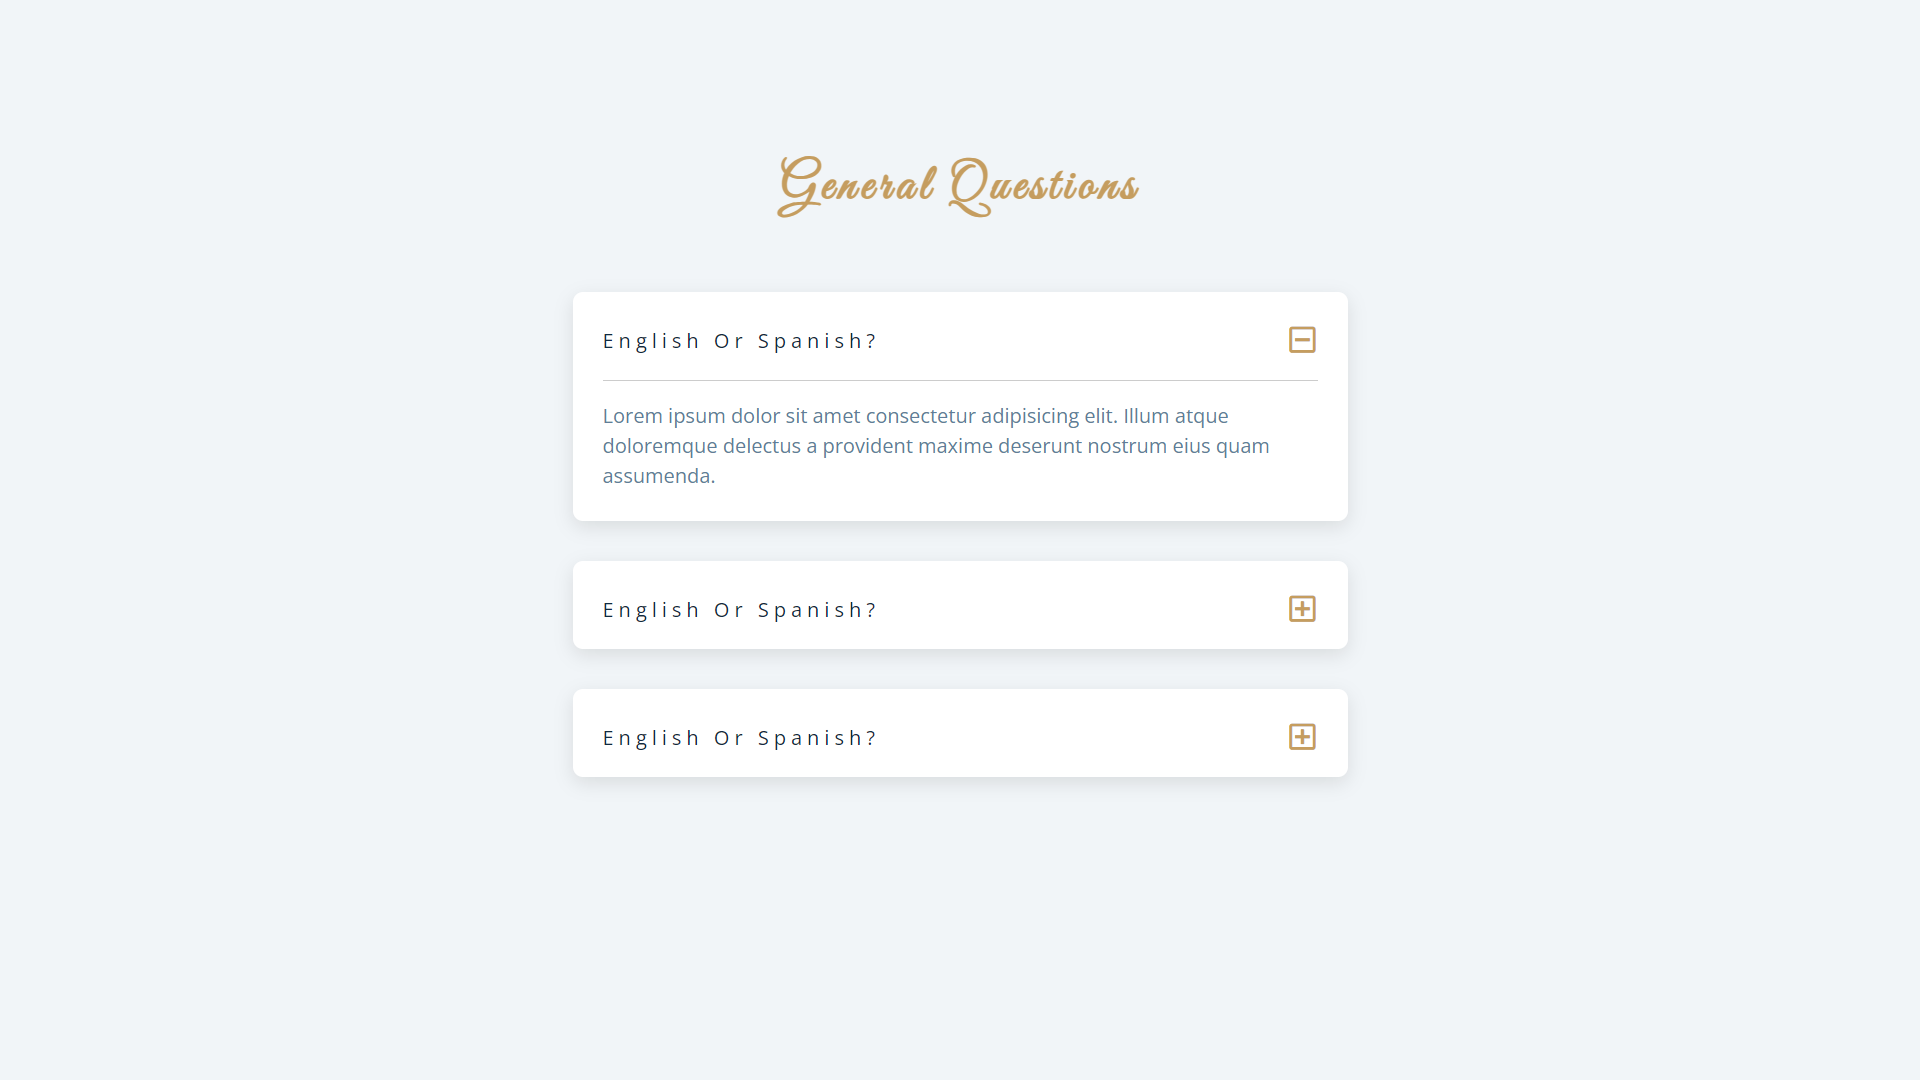 General Questions
English Or Spanish?
Lorem ipsum dolor sit amet consectetur adipisicing elit. Illum atque
doloremque delectus a provident maxime deserunt nostrum eius quam
assumenda.
English Or Spanish?
English Or Spanish?